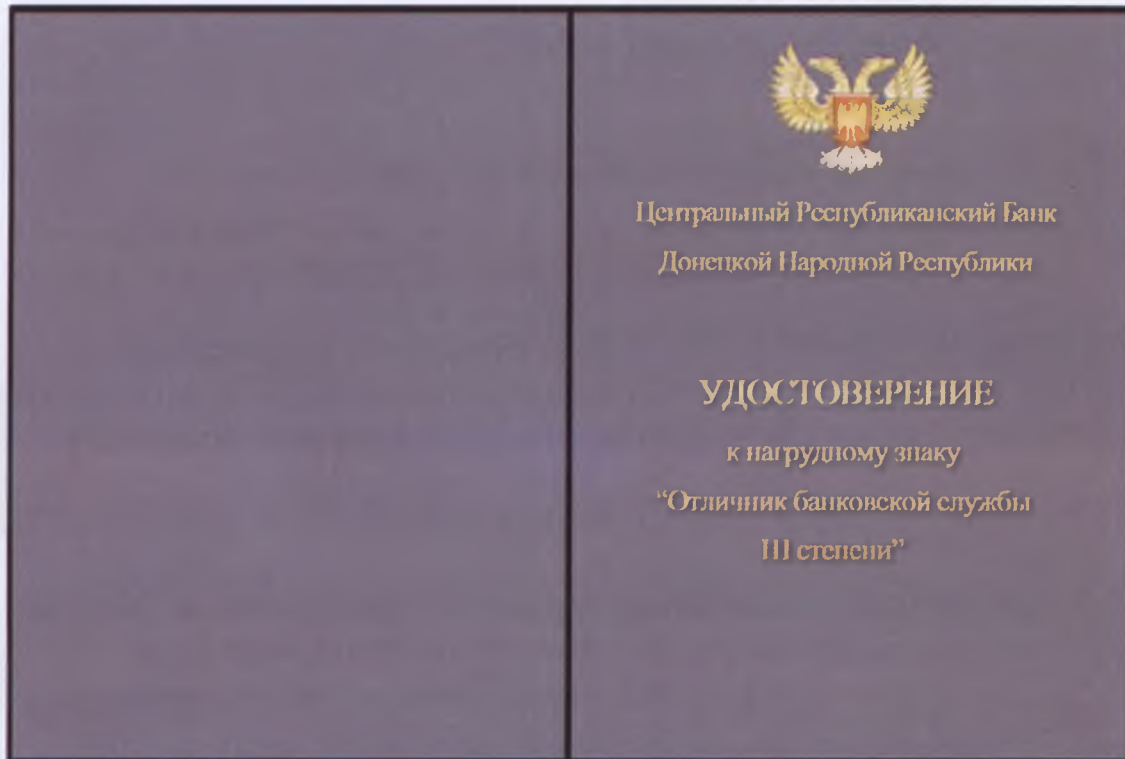 Центральный Республиканский Банк
Донецкой Народной Республики
УДОСТОВЕРЕНИЕ
к нагрудному знаку
“Отличник банковской службы
III степени”